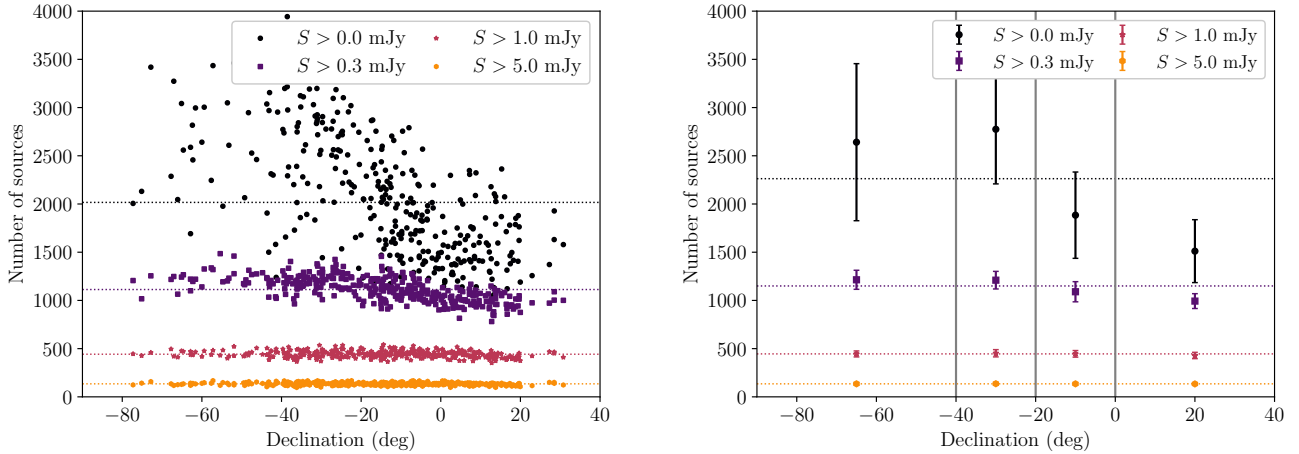 4000
3500
3000
2500
2000
1500
1000
500
0
Number of sources
S > 0.0 mJy
S > 0.3 mJy
S > 1.0 mJy
S > 5.0 mJy
−80 −60 −40 −20 0 20 40
Declination (deg)
4000
3500
3000
2500
2000
1500
1000
500
0
Number of sources
S > 0.0 mJy
S > 0.3 mJy
S > 1.0 mJy
S > 5.0 mJy
−80 −60 −40 −20 0 20 40
Declination (deg)